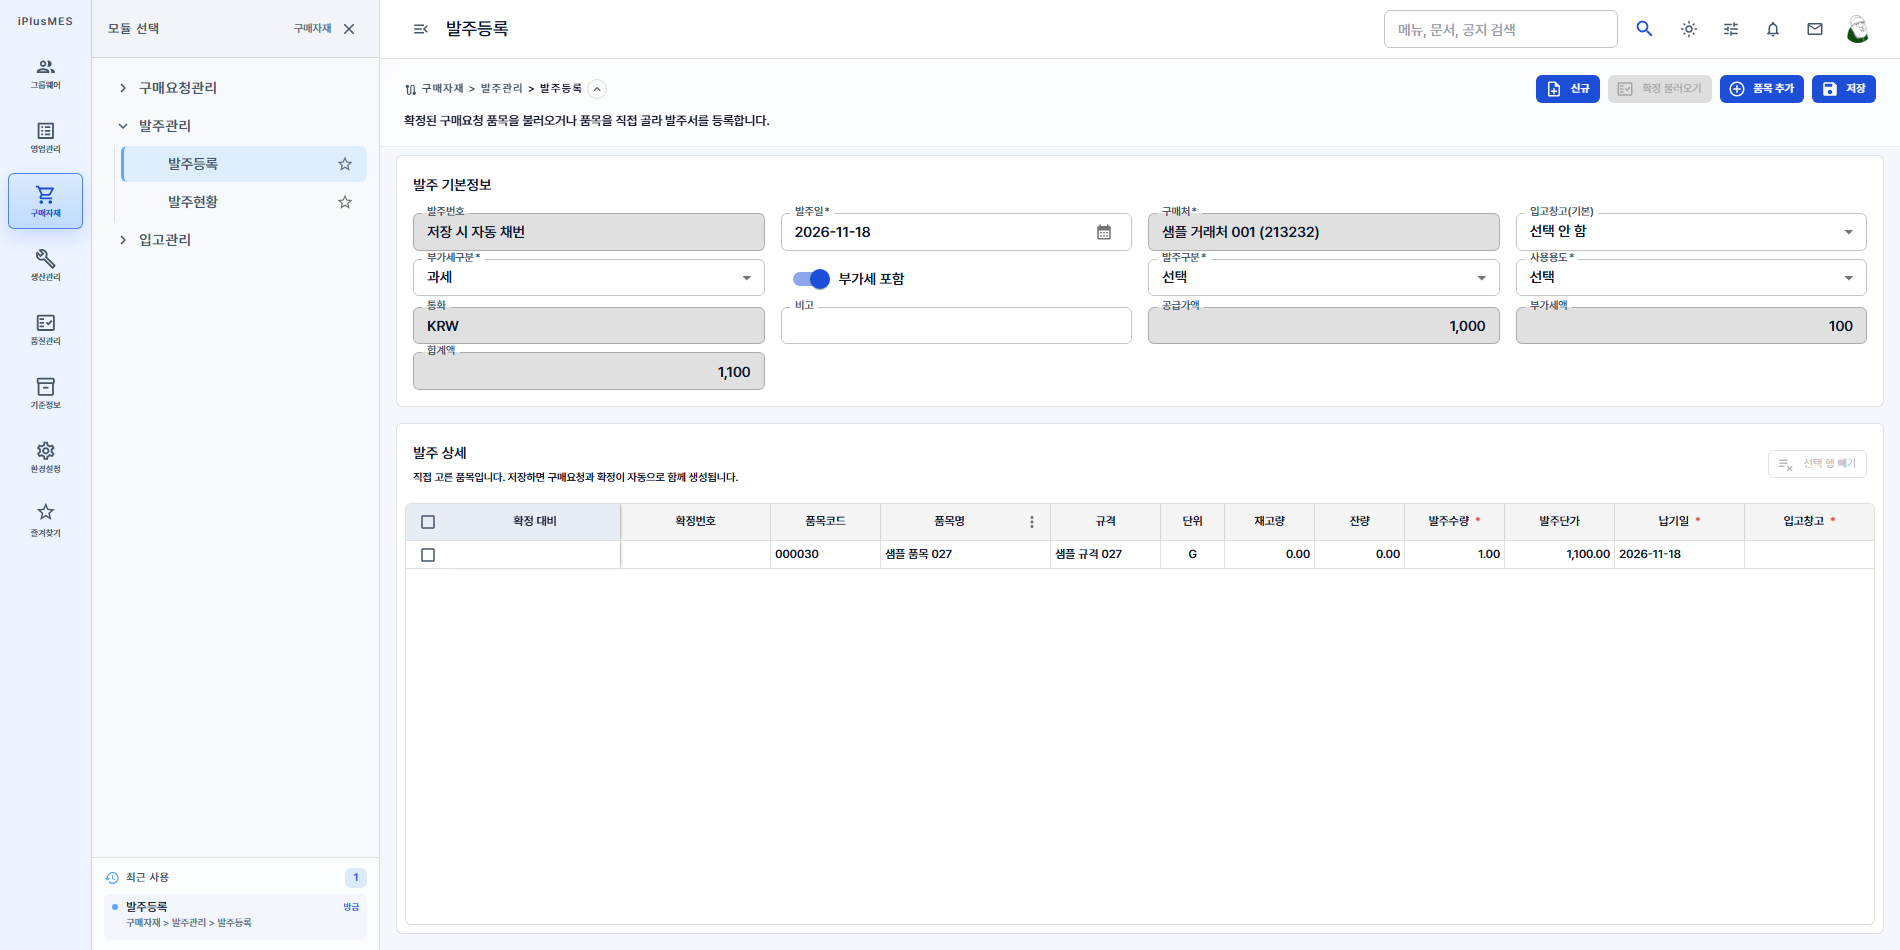 iPlusMES
그룹웨어
영업관리
구매자재
생산관리
품질관리
기준정보
환경설정
즐겨찾기
모듈 선택
구매자재
구매요청관리
발주관리
발주등록
발주현황
입고관리
최근 사용
1
발주등록
방금
구매자재 > 발주관리 > 발주등록
발주등록
메뉴, 문서, 공지 검색
구매자재 > 발주관리 > 발주등록
신규
확정 불러오기
품목 추가
저장
확정된 구매요청 품목을 불러오거나 품목을 직접 골라 발주서를 등록합니다.
발주 기본정보
발주번호
저장 시 자동 채번
발주일*
2026-11-18
구매처*
샘플 거래처 001 (213232)
입고창고(기본)
선택 안 함
부가세구분*
과세
부가세 포함
발주구분*
선택
사용용도*
선택
통화
KRW
비고
공급가액
1,000
부가세액
100
합계액
1,100
발주 상세
직접 고른 품목입니다. 저장하면 구매요청과 확정이 자동으로 함께 생성됩니다.
선택 행 빼기
확정 대비 확정번호 품목코드 품목명 규격 단위 재고량 잔량 발주수량 * 발주단가 납기일 * 입고창고 *
000030 샘플 품목 027 샘플 규격 027 G 0.00 0.00 1.00 1,100.00 2026-11-18